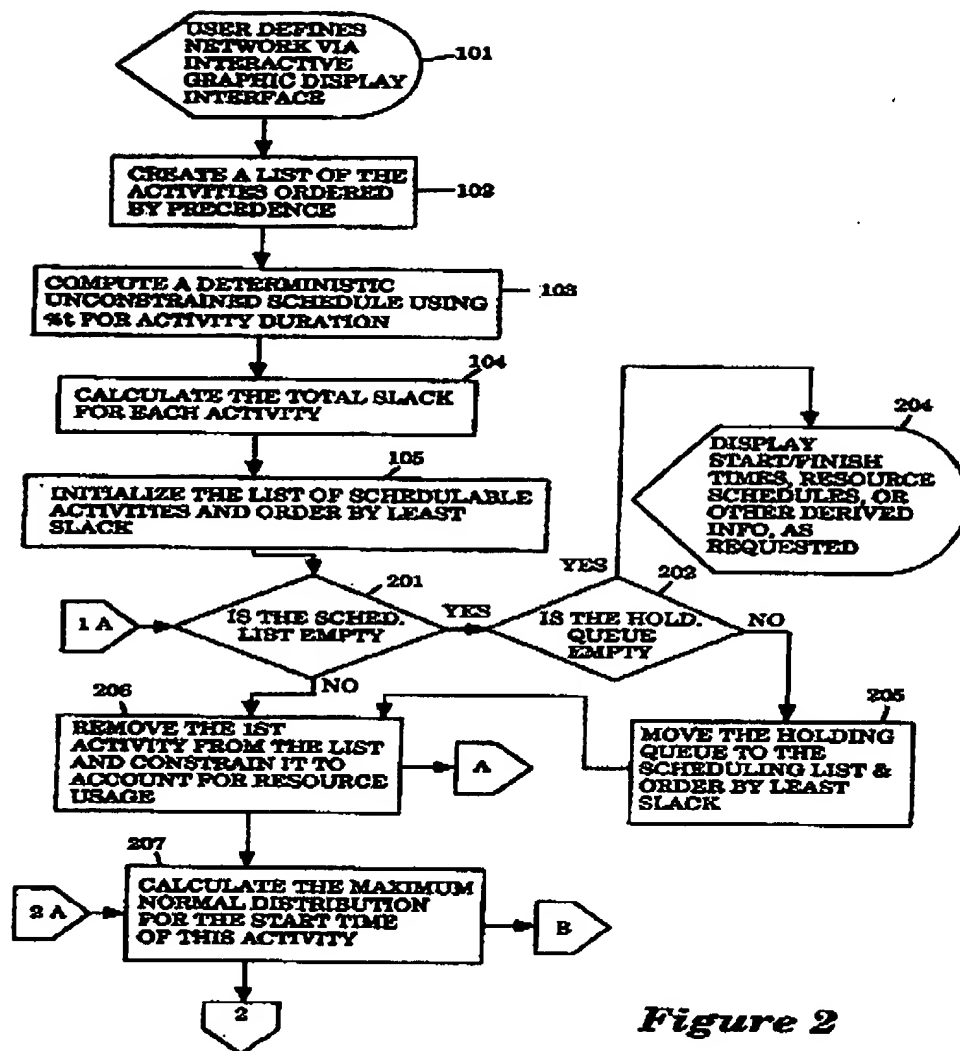 USER DEFINES
NETWORK VIA
INTERACTIVE
GRAPHIC DISPLAY
INTERFACE
101
CREATE A LIST OF THE
ACTIVITIES ORDERED
BY PRECEDENCE
102
COMPUTE A DETERMINISTIC
UNCONSTRAINED SCHEDULE USING
%t FOR ACTIVITY DURATION
103
104
CALCULATE THE TOTAL SLACK
FOR EACH ACTIVITY
105
INITIALIZE THE LIST OF SCHEDULABLE
ACTIVITIES AND ORDER BY LEAST
SLACK
204
DISPLAY
START/FINISH
TIMES, RESOURCE
SCHEDULES, OR
OTHER DERIVED
INFO, AS
REQUESTED
1 A
201
IS THE SCHED.
LIST EMPTY
YES
NO
YES
202
IS THE HOLD.
QUEUE
EMPTY
NO
206
REMOVE THE 1ST
ACTIVITY FROM THE LIST
AND CONSTRAIN IT TO
ACCOUNT FOR RESOURCE
USAGE
A
205
MOVE THE HOLDING
QUEUE TO THE
SCHEDULING LIST &
ORDER BY LEAST
SLACK
207
2 A
CALCULATE THE MAXIMUM
NORMAL DISTRIBUTION
FOR THE START TIME
OF THIS ACTIVITY
B
2
Figure 2